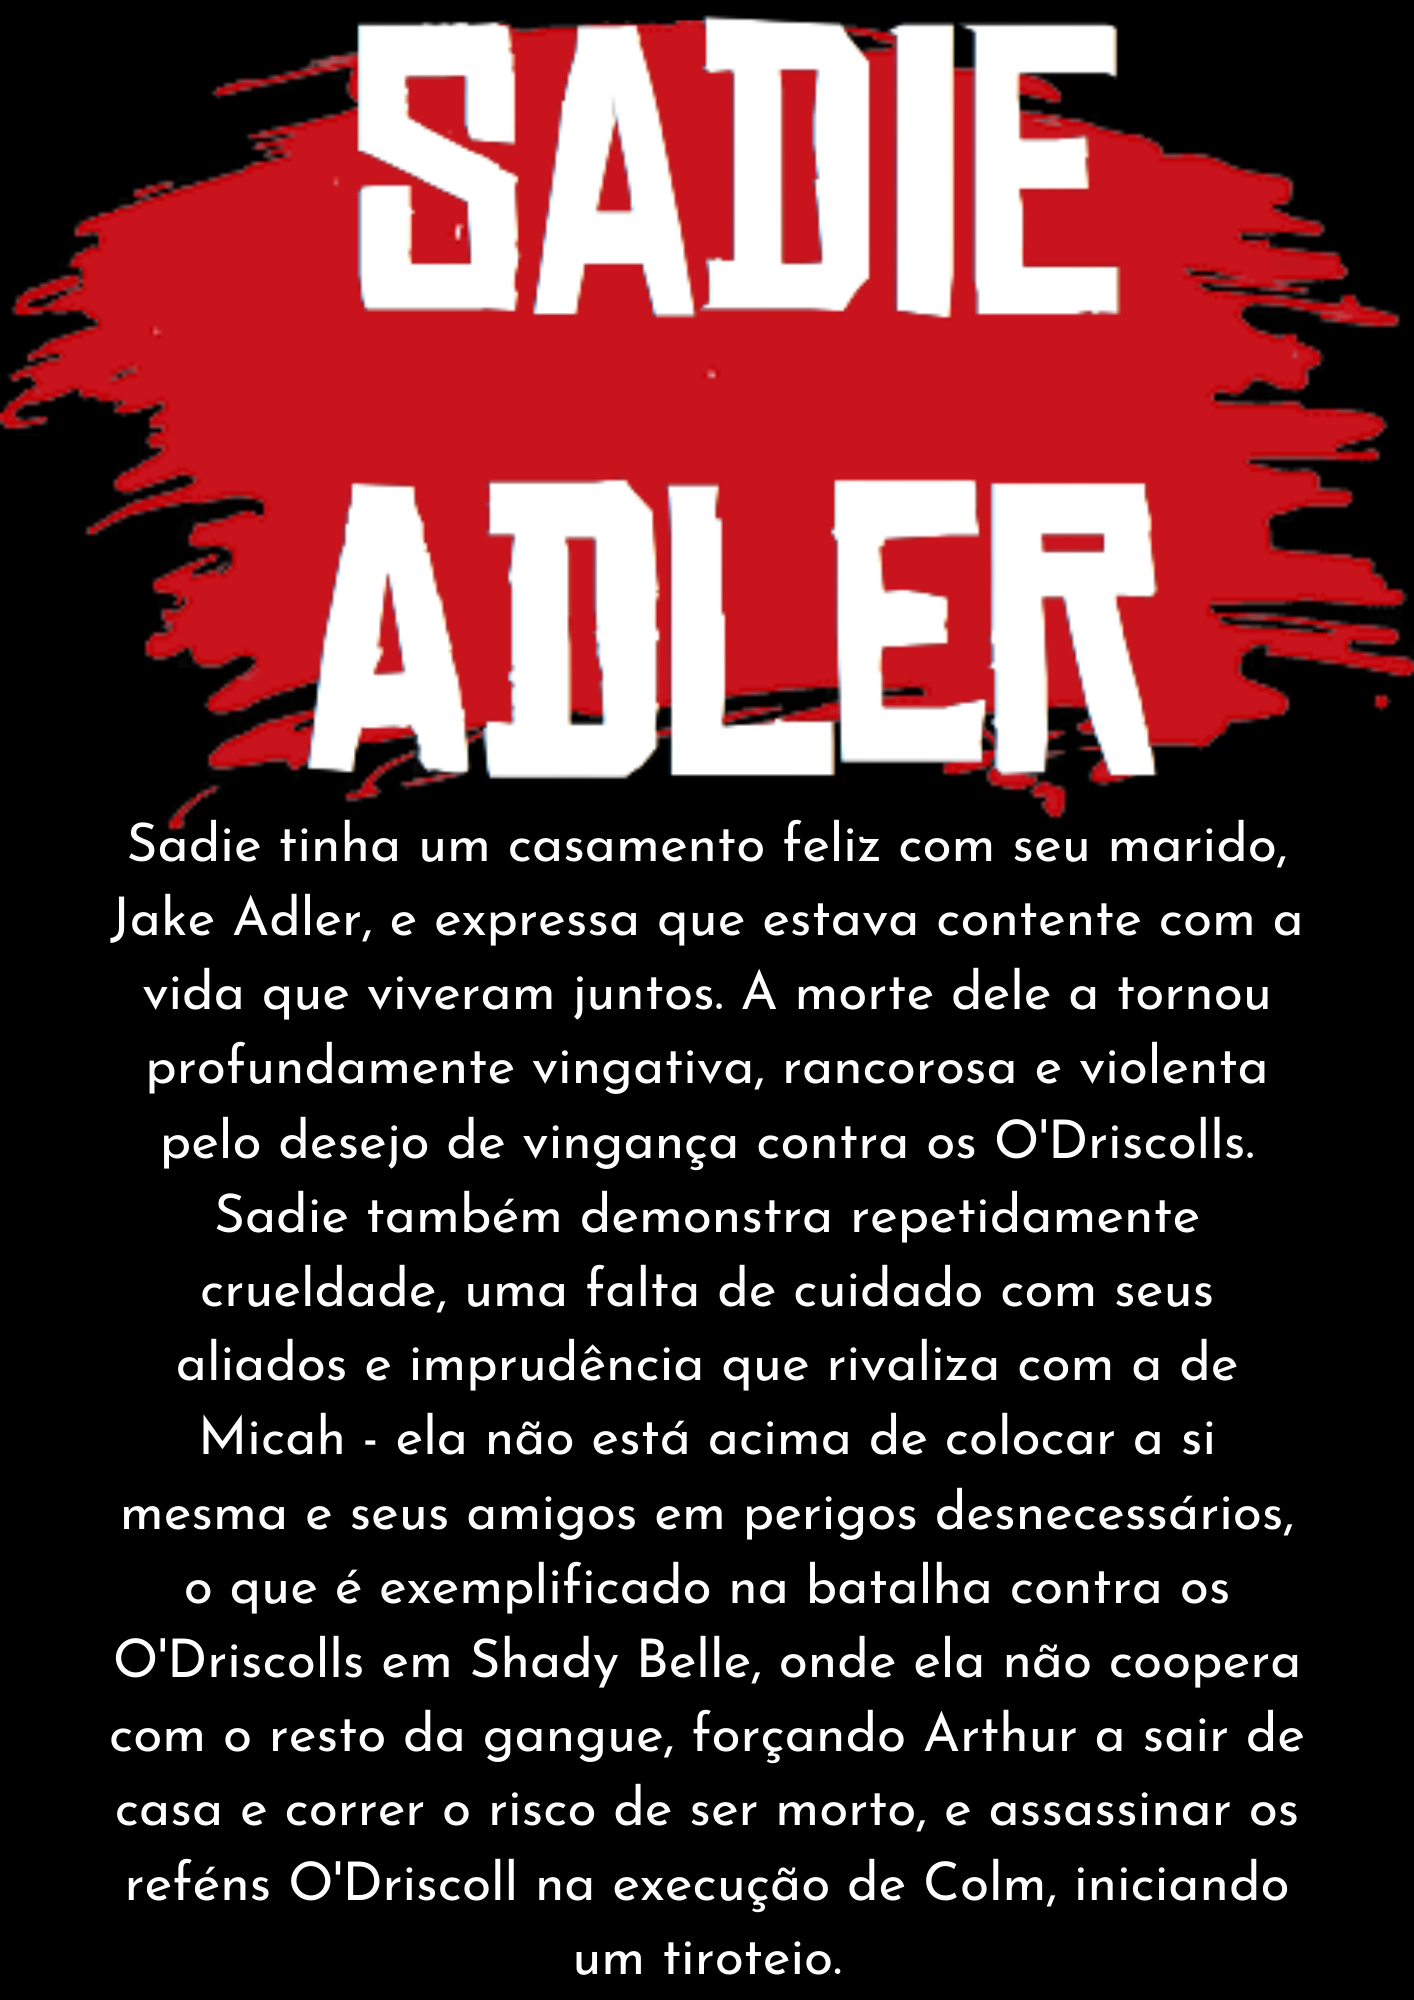 SADIE
ADLER
Sadie tinha um casamento feliz com seu marido,
Jake Adler, e expressa que estava contente com a
vida que viveram juntos. A morte dele a tornou
profundamente vingativa, rancorosa e violenta
pelo desejo de vingança contra os O'Driscolls.
Sadie também demonstra repetidamente
crueldade, uma falta de cuidado com seus
aliados e imprudência que rivaliza com a de
Micah - ela não está acima de colocar a si
mesma e seus amigos em perigos desnecessários,
o que é exemplificado na batalha contra os
O'Driscolls em Shady Belle, onde ela não coopera
com o resto da gangue, forçando Arthur a sair de
casa e correr o risco de ser morto, e assassinar os
reféns O'Driscoll na execução de Colm, iniciando
um tiroteio.